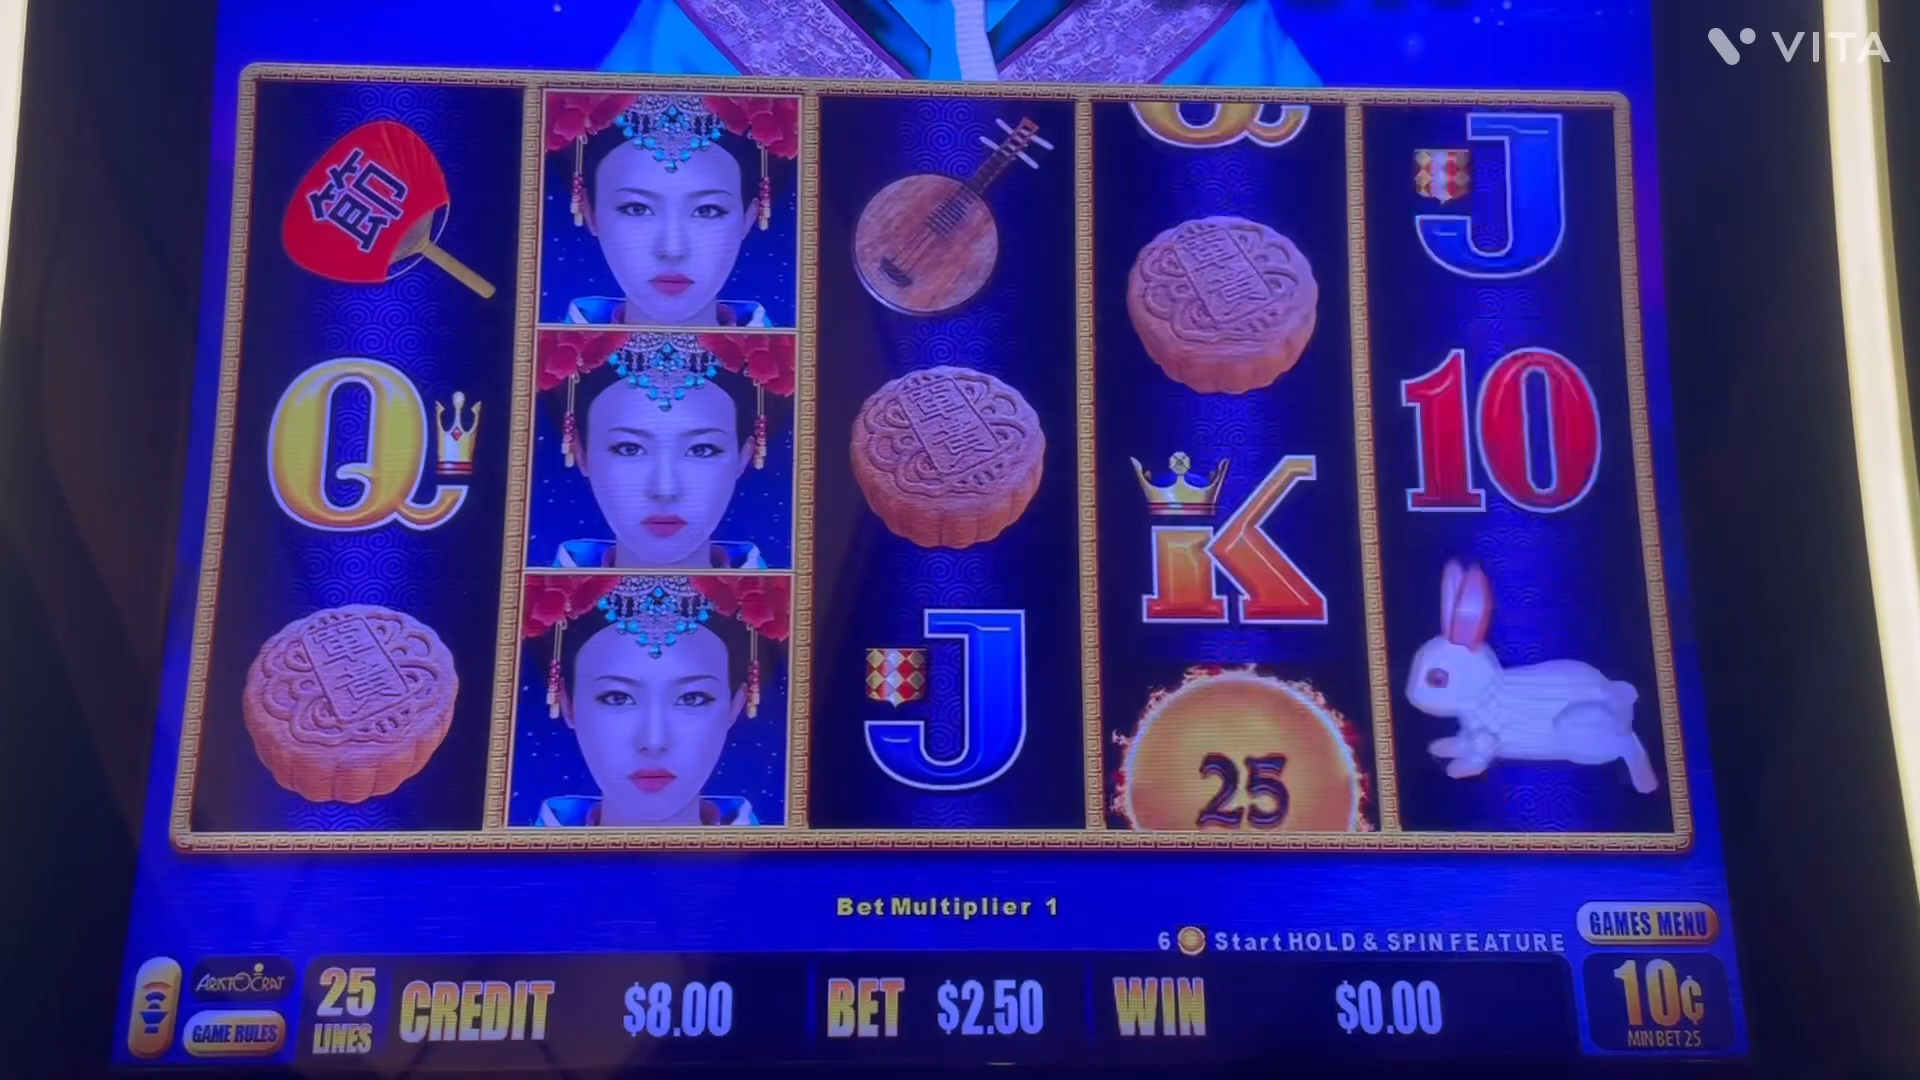 VITA
節
J
Q
10
K
J
25
Bet Multiplier 1
6 Start HOLD & SPIN FEATURE
GAMES MENU
ARISTOCRAT
GAME RULES
25 LINES
CREDIT $8.00
BET $2.50
WIN $0.00
10¢
MIN BET 25